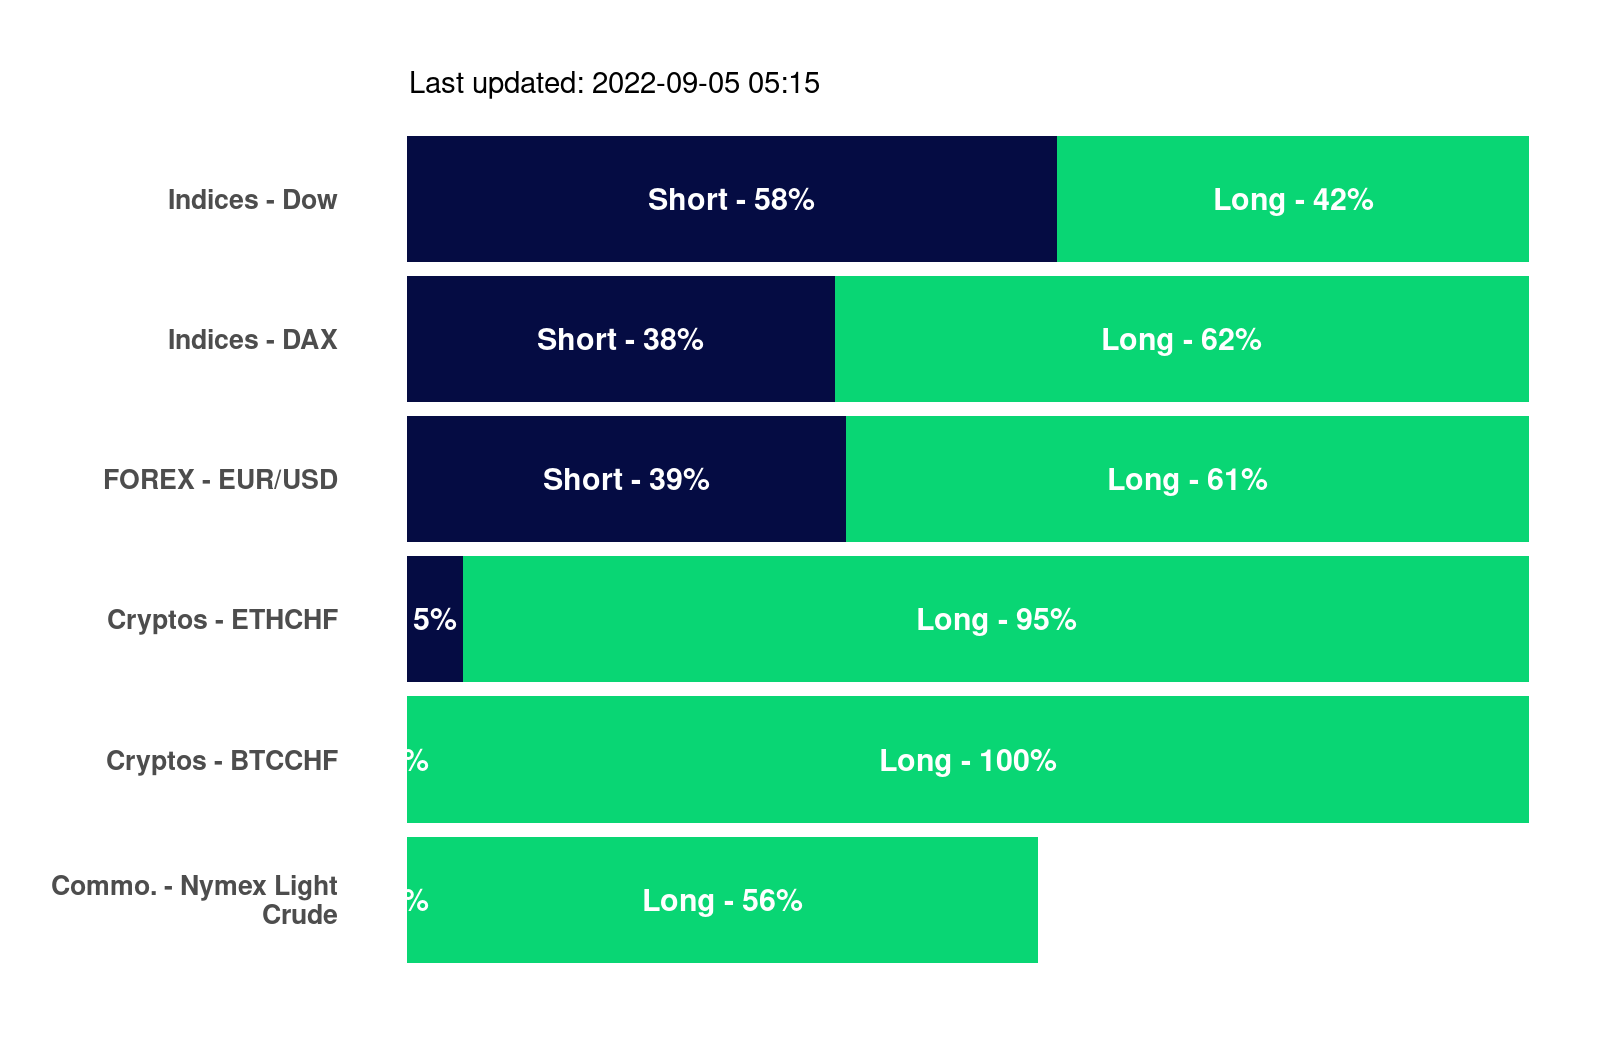 Last updated: 2022-09-05 05:15
Indices - Dow
Short - 58%
Long - 42%
Indices - DAX
Short - 38%
Long - 62%
FOREX - EUR/USD
Short - 39%
Long - 61%
Cryptos - ETHCHF
5%
Long - 95%
Cryptos - BTCCHF
%
Long - 100%
Commo. - Nymex Light
Crude
%
Long - 56%